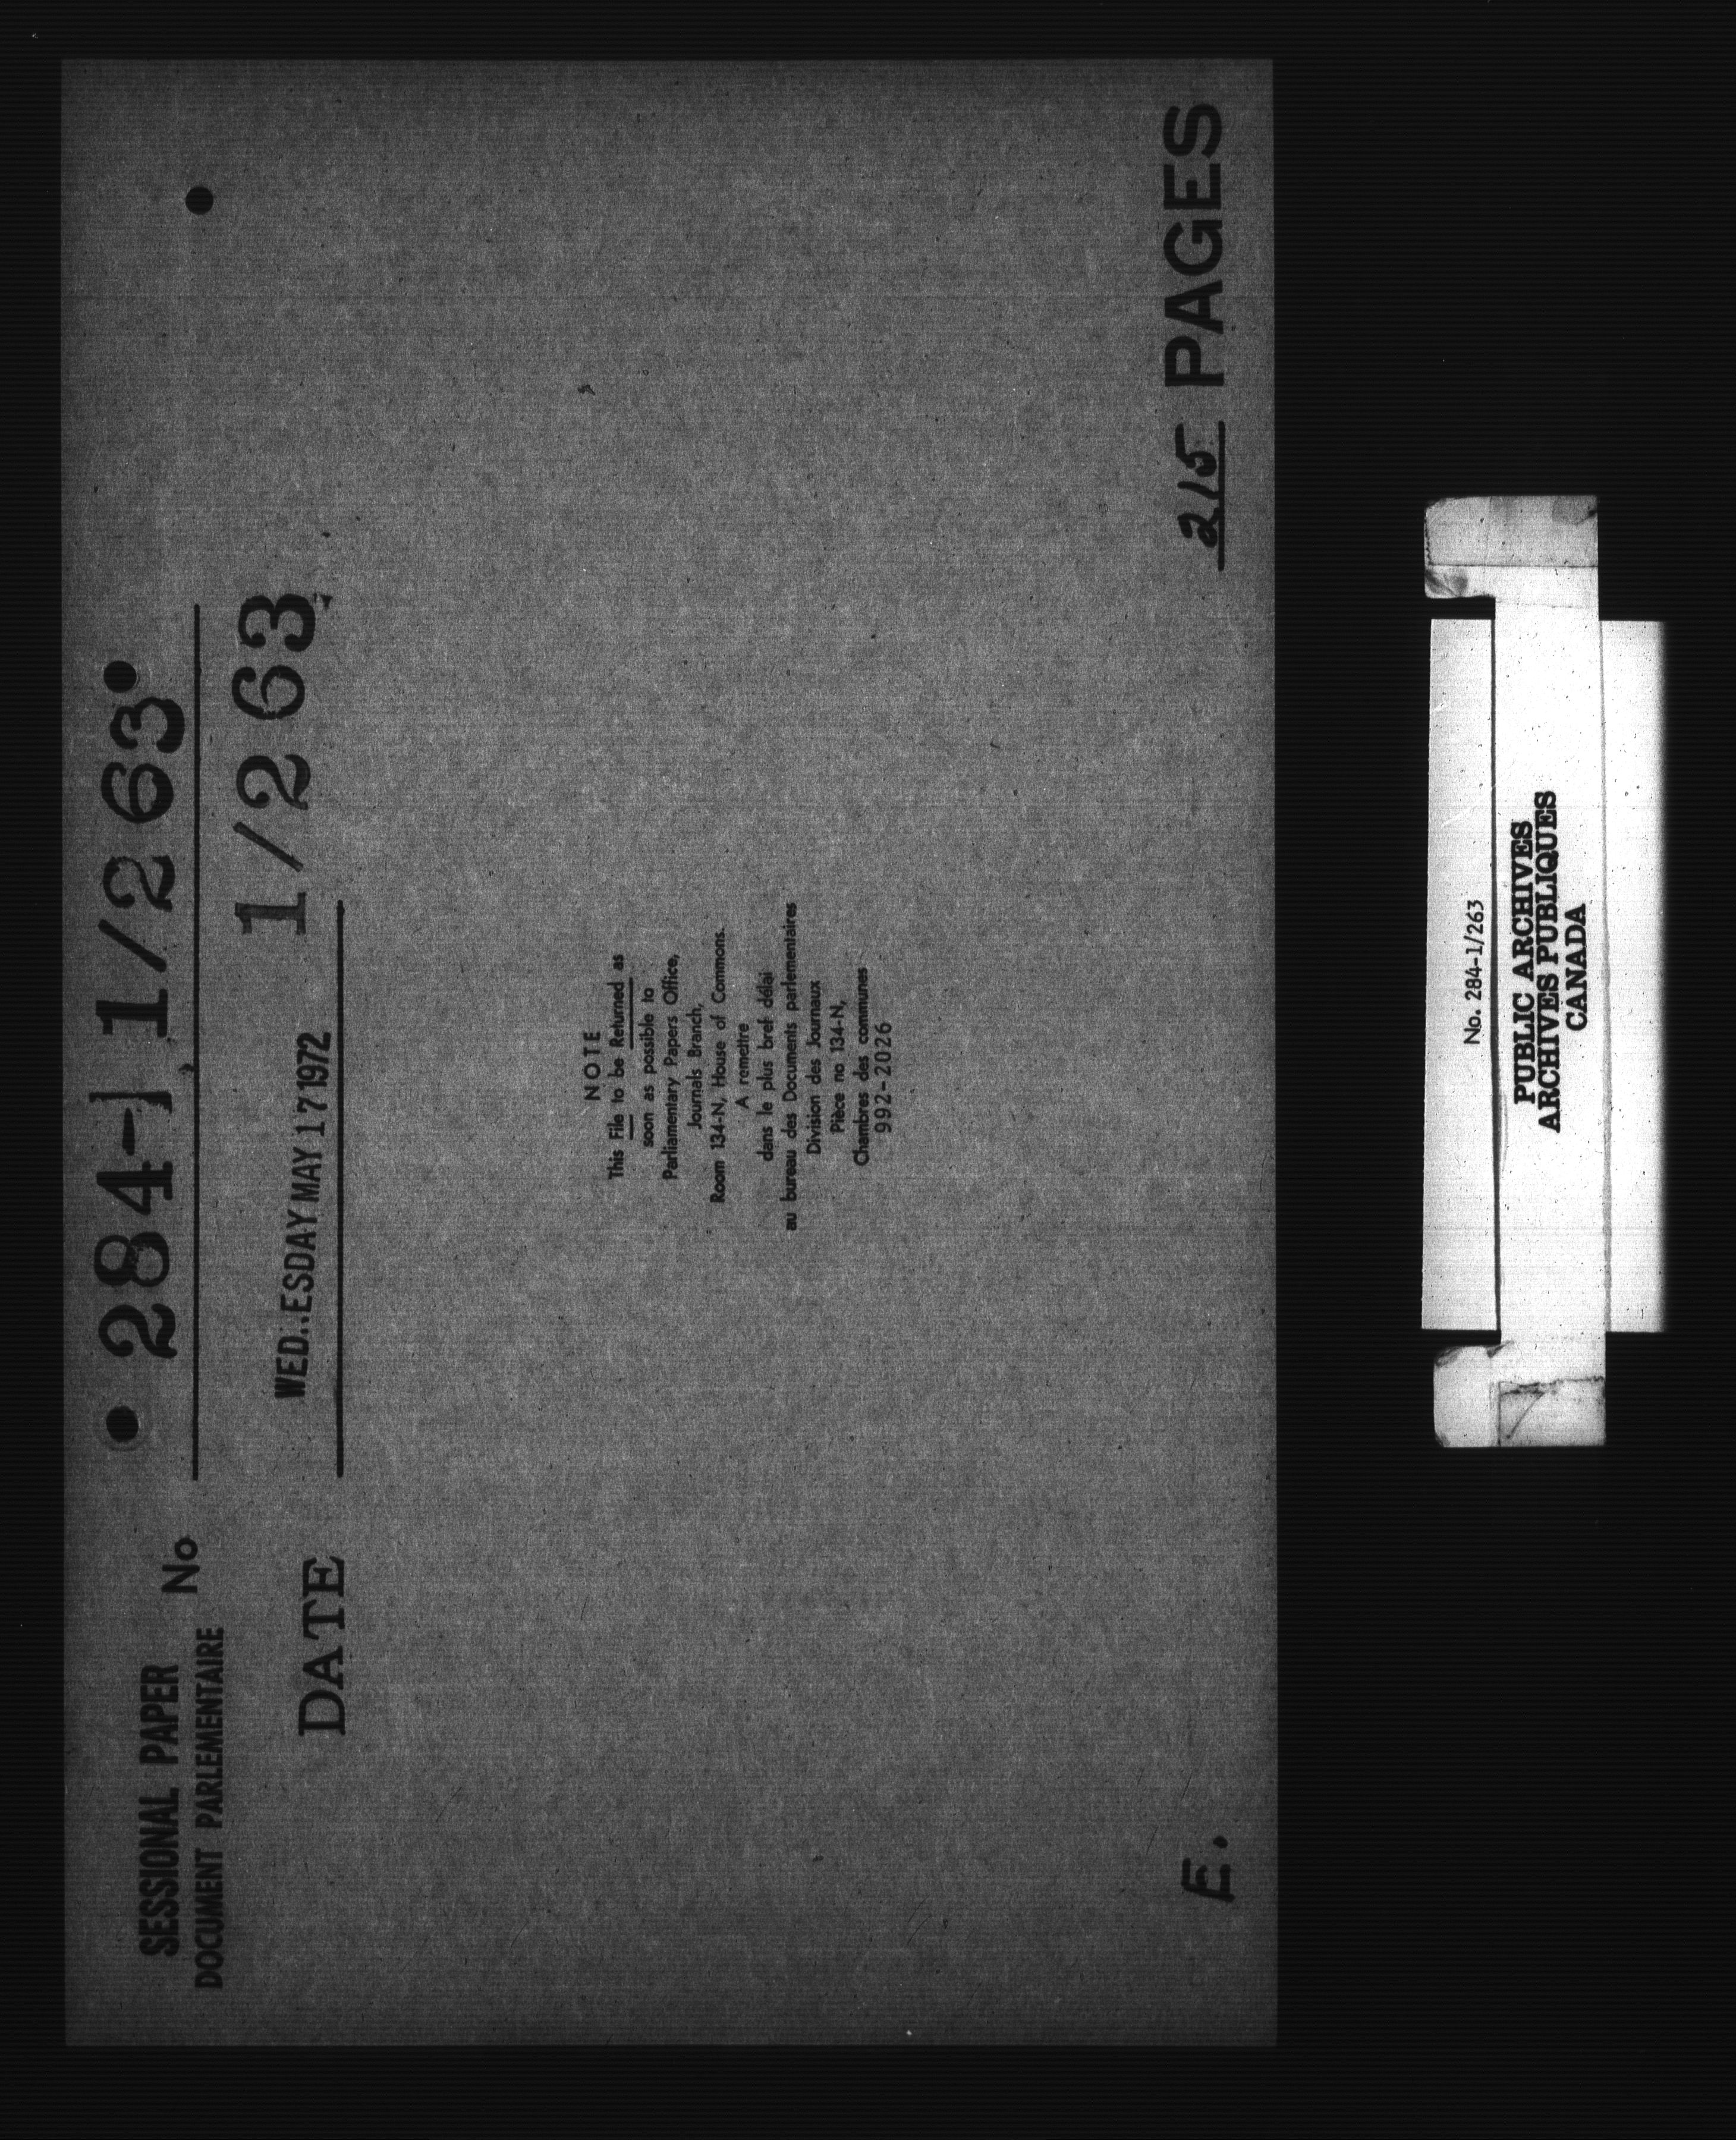 SESSIONAL PAPER No 284-1 1/263
DOCUMENT PARLEMENTAIRE
DATE WED..ESDAY MAY 17 1972 1/263
NOTE
This File to be Returned as
soon as possible to
Parliamentary Papers Office,
Journals Branch,
Room 134-N, House of Commons.
A remettre
dans le plus bref délai
au bureau des Documents parlementaires
Division des Journaux
Pièce no 134-N,
Chambres des communes
992-2026
E. 215 PAGES
No. 284-1/263
PUBLIC ARCHIVES
ARCHIVES PUBLIQUES
CANADA